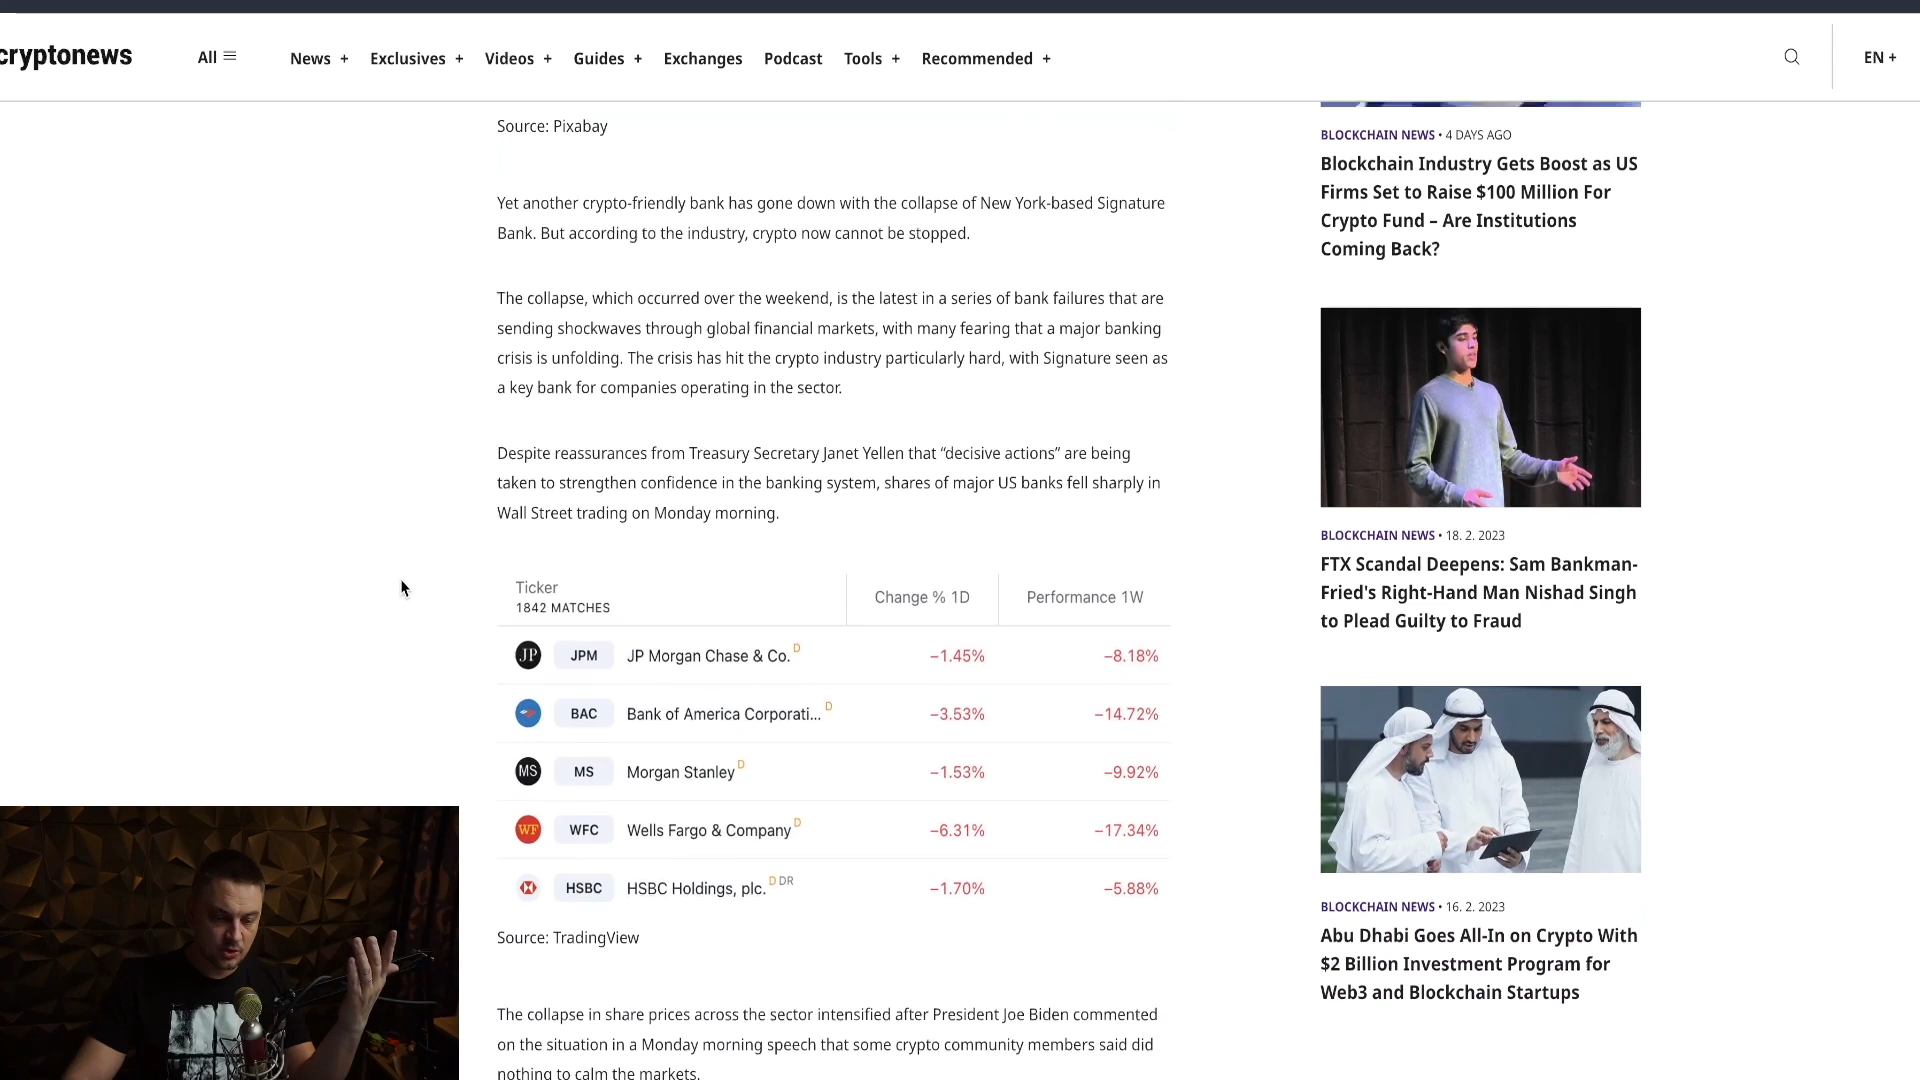 cryptonews
All
News +
Exclusives +
Videos +
Guides +
Exchanges
Podcast
Tools +
Recommended +
EN +
Source: Pixabay
Yet another crypto-friendly bank has gone down with the collapse of New York-based Signature
Bank. But according to the industry, crypto now cannot be stopped.
The collapse, which occurred over the weekend, is the latest in a series of bank failures that are
sending shockwaves through global financial markets, with many fearing that a major banking
crisis is unfolding. The crisis has hit the crypto industry particularly hard, with Signature seen as
a key bank for companies operating in the sector.
Despite reassurances from Treasury Secretary Janet Yellen that “decisive actions” are being
taken to strengthen confidence in the banking system, shares of major US banks fell sharply in
Wall Street trading on Monday morning.
Ticker
1842 MATCHES
Change % 1D
Performance 1W
JP JPM JP Morgan Chase & Co. D −1.45% −8.18%
BAC Bank of America Corporati... D −3.53% −14.72%
MS MS Morgan Stanley D −1.53% −9.92%
WF WFC Wells Fargo & Company D −6.31% −17.34%
HSBC HSBC Holdings, plc. D DR −1.70% −5.88%
Source: TradingView
The collapse in share prices across the sector intensified after President Joe Biden commented
on the situation in a Monday morning speech that some crypto community members said did
nothing to calm the markets.
BLOCKCHAIN NEWS • 4 DAYS AGO
Blockchain Industry Gets Boost as US
Firms Set to Raise $100 Million For
Crypto Fund – Are Institutions
Coming Back?
BLOCKCHAIN NEWS • 18. 2. 2023
FTX Scandal Deepens: Sam Bankman-
Fried's Right-Hand Man Nishad Singh
to Plead Guilty to Fraud
BLOCKCHAIN NEWS • 16. 2. 2023
Abu Dhabi Goes All-In on Crypto With
$2 Billion Investment Program for
Web3 and Blockchain Startups